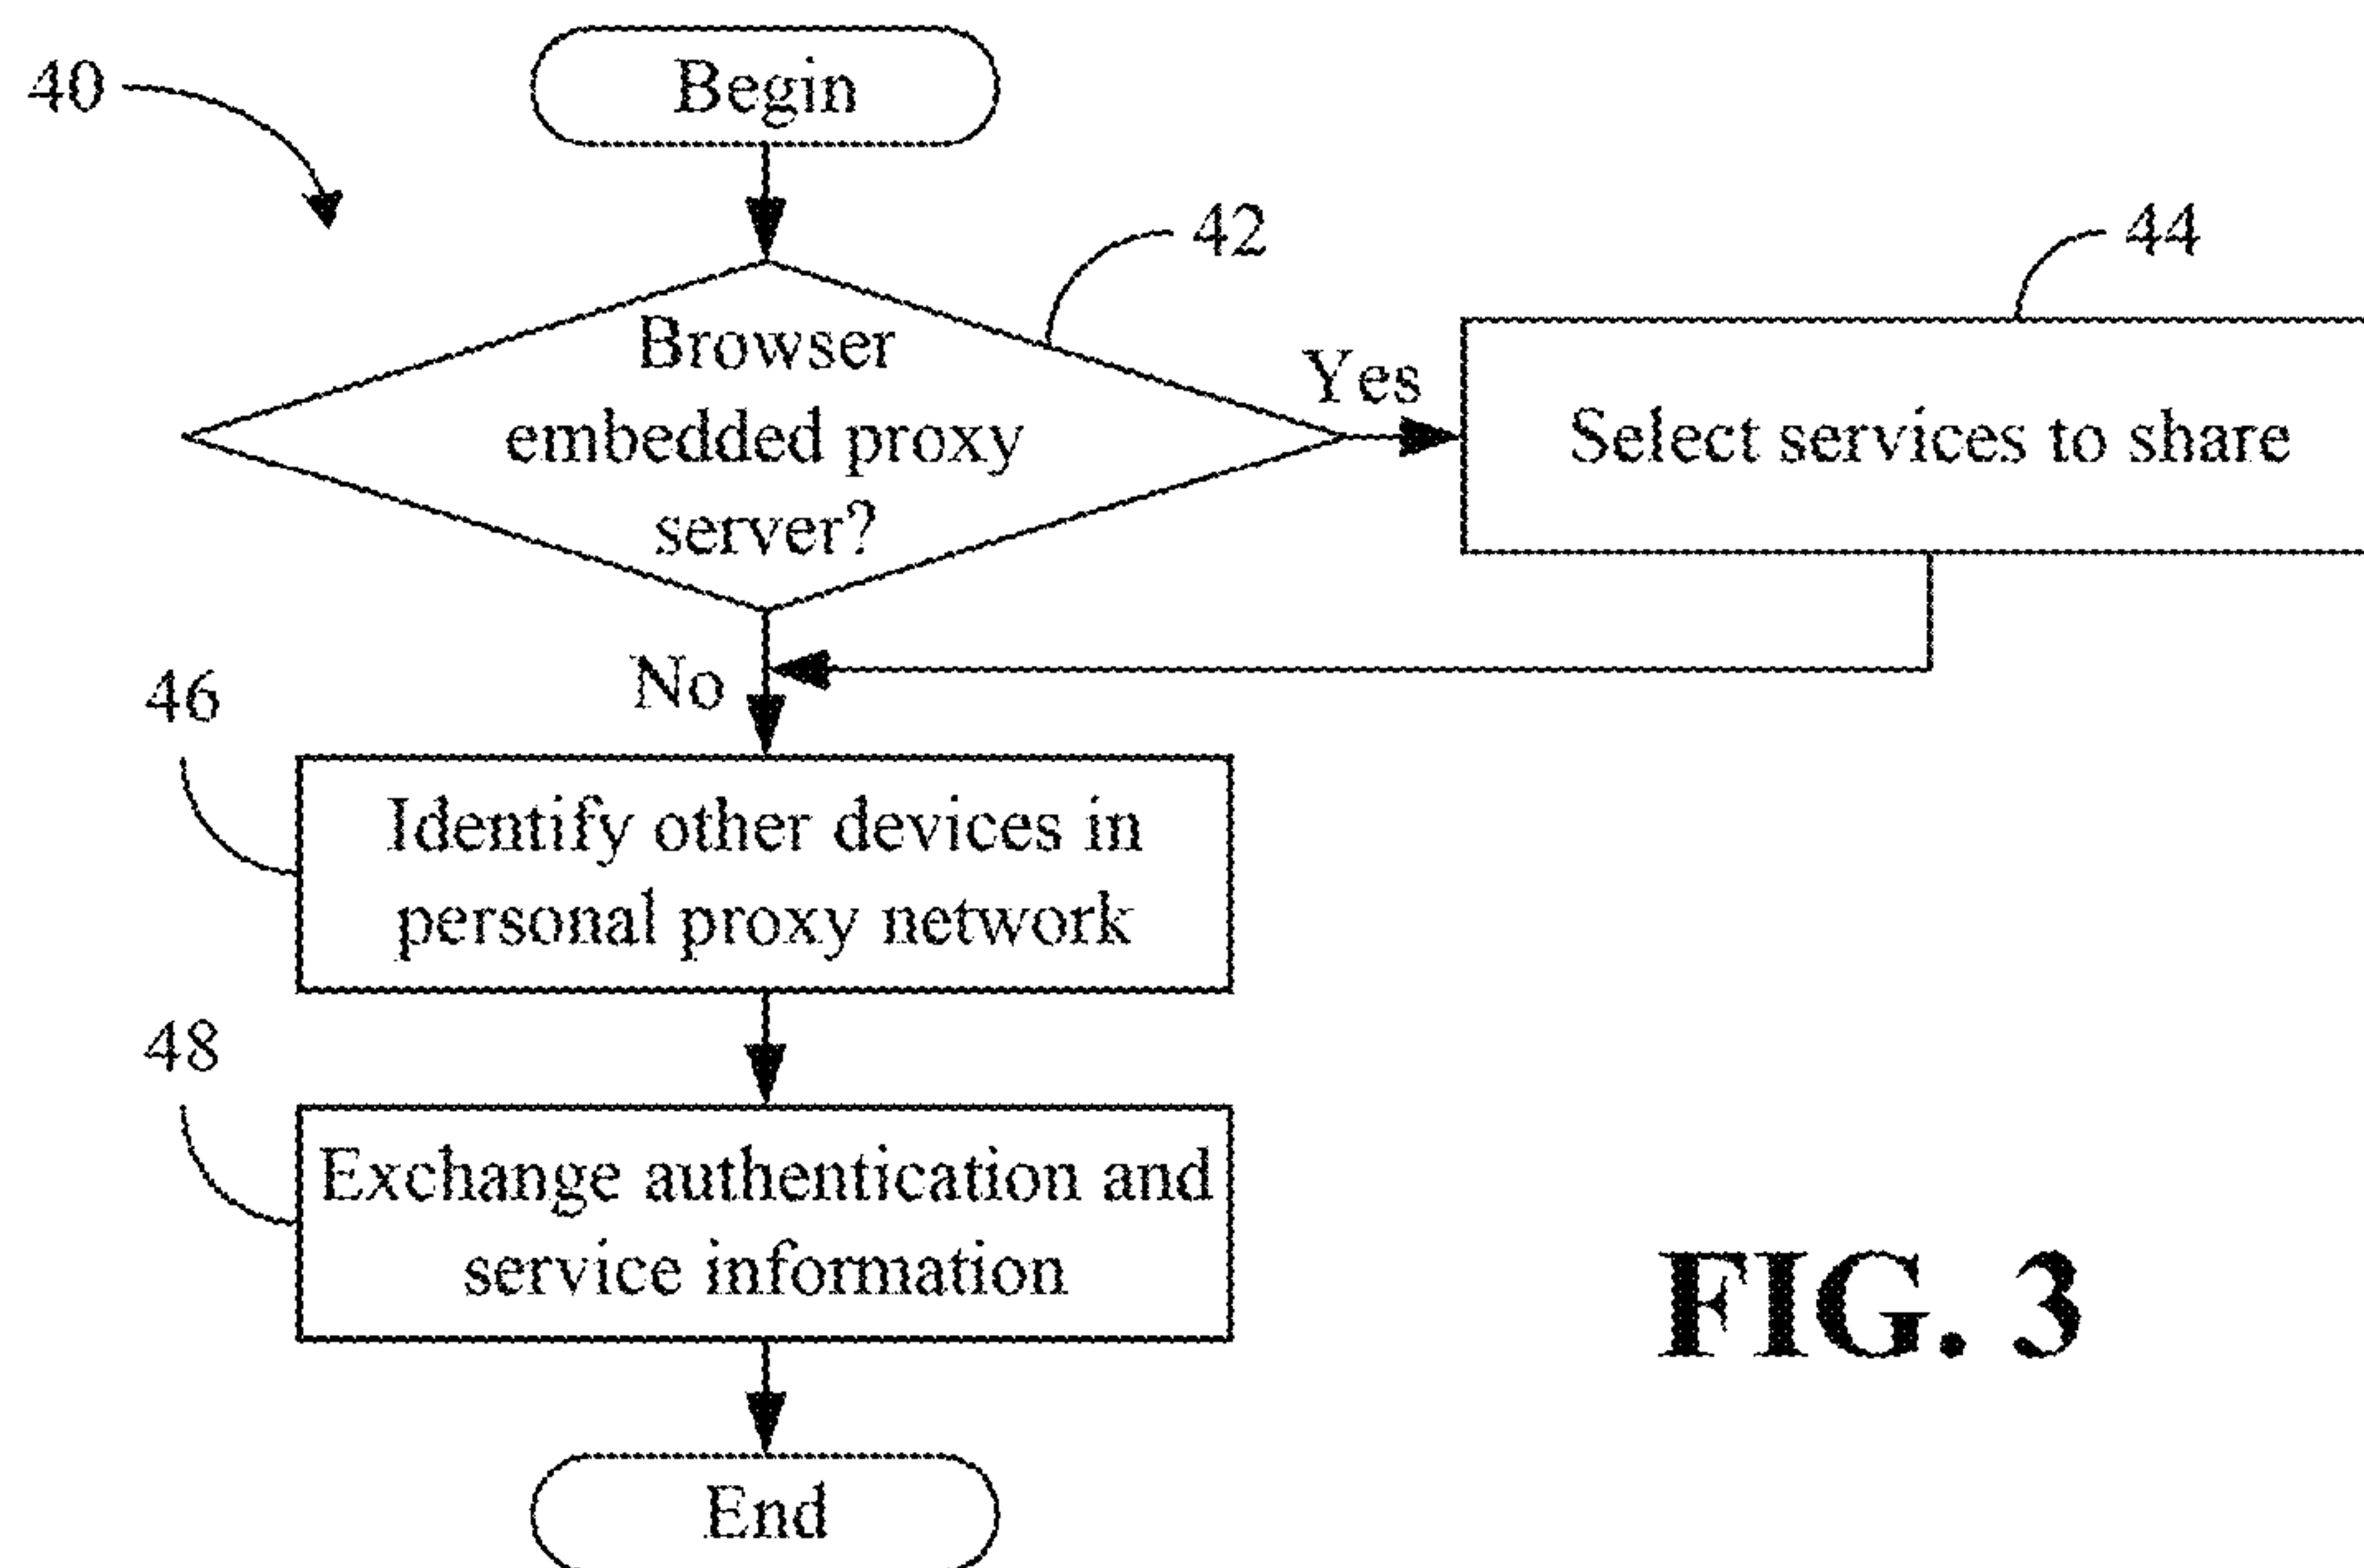 40
Begin
42
44
Browser
embedded proxy
server?
Yes
Select services to share
No
46
Identify other devices in
personal proxy network
48
Exchange authentication and
service information
End
FIG. 3